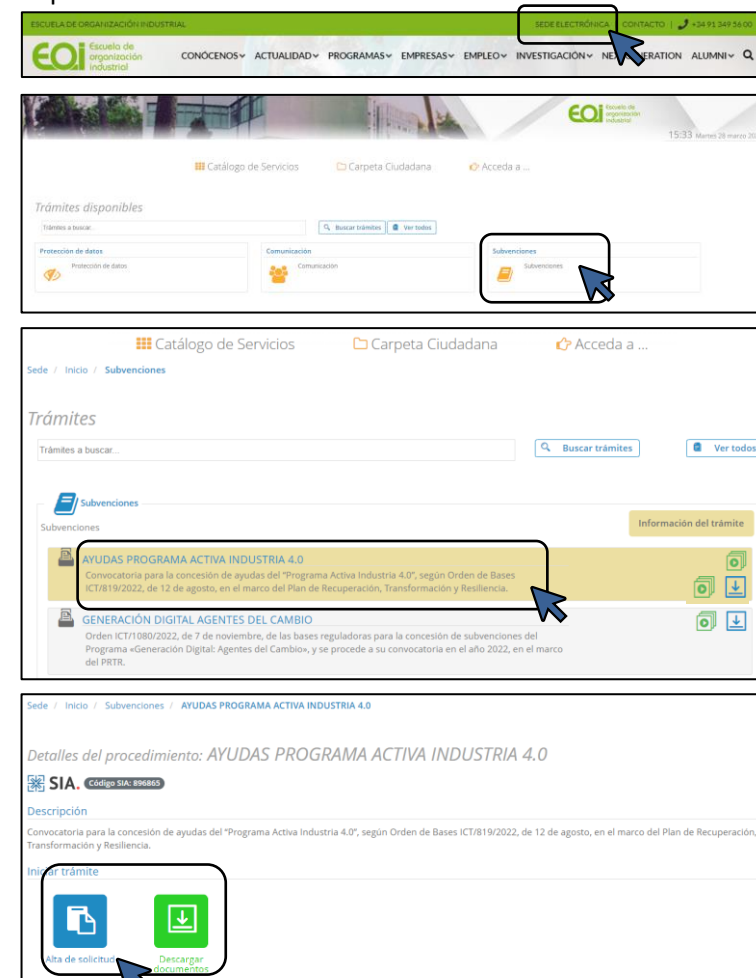 ESCUELA DE ORGANIZACIÓN INDUSTRIAL SEDE ELECTRÓNICA CONTACTO | +34 91 349 56 00
EOi Escuela de organización industrial
CONÓCENOS ACTUALIDAD PROGRAMAS EMPRESAS EMPLEO INVESTIGACIÓN ALUMNI
EOi Escuela de organización industrial
15:33 Martes 28 marzo
Catálogo de Servicios Carpeta Ciudadana Acceda a ...
Trámites disponibles
Trámites a buscar. Buscar trámites Ver todos
Protección de datos Comunicación Subvenciones
Protección de datos Comunicación Subvenciones
Catálogo de Servicios Carpeta Ciudadana Acceda a ...
Sede / Inicio / Subvenciones
Trámites
Trámites a buscar... Buscar trámites Ver todos
Subvenciones
Subvenciones Información del trámite
AYUDAS PROGRAMA ACTIVA INDUSTRIA 4.0
Convocatoria para la concesión de ayudas del "Programa Activa Industria 4.0", según Orden de Bases
ICT/819/2022, de 12 de agosto, en el marco del Plan de Recuperación, Transformación y Resiliencia.
GENERACIÓN DIGITAL AGENTES DEL CAMBIO
Orden ICT/1080/2022, de 7 de noviembre, de las bases reguladoras para la concesión de subvenciones del
Programa «Generación Digital: Agentes del Cambio», y se procede a su convocatoria en el año 2022, en el marco
del PRTR.
Sede / Inicio / Subvenciones / AYUDAS PROGRAMA ACTIVA INDUSTRIA 4.0
Detalles del procedimiento: AYUDAS PROGRAMA ACTIVA INDUSTRIA 4.0
SIA. Código SIA: 896865
Descripción
Convocatoria para la concesión de ayudas del "Programa Activa Industria 4.0", según Orden de Bases ICT/819/2022, de 12 de agosto, en el marco del Plan de Recuperación,
Transformación y Resiliencia.
Iniciar trámite
Alta de solicitud Descargar
documentos